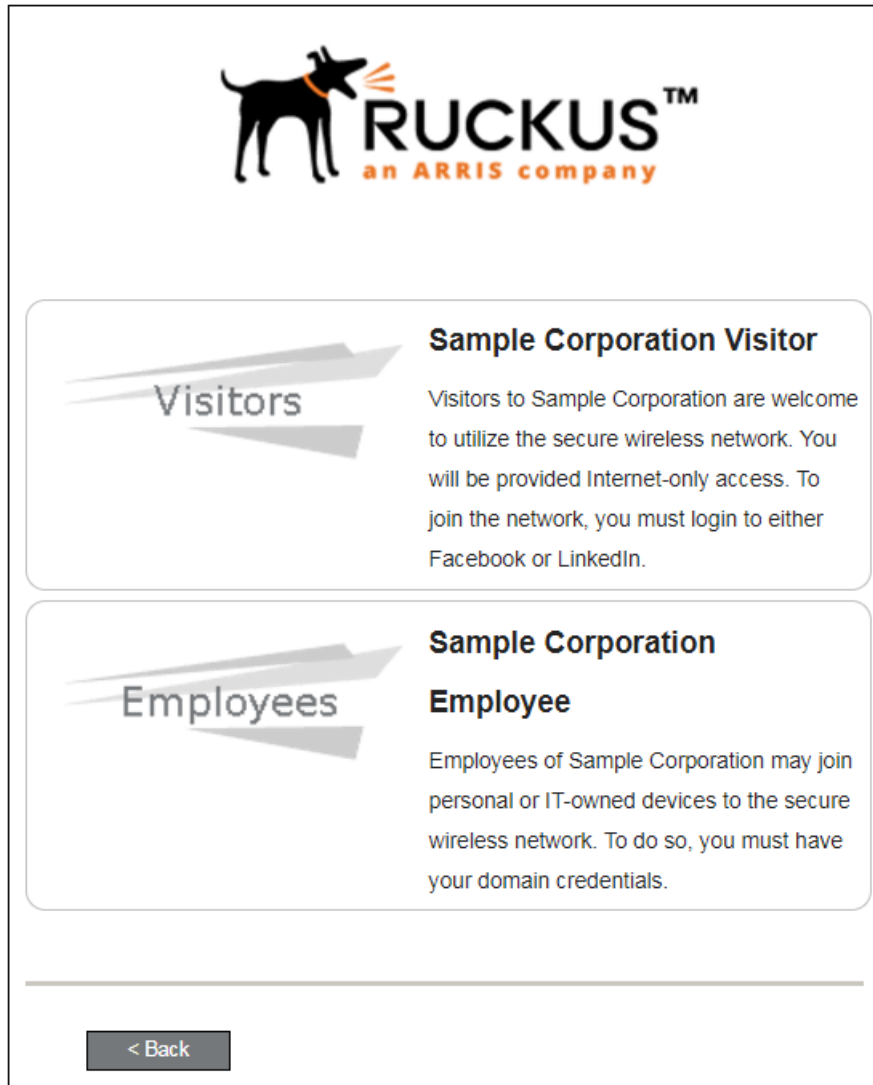 RUCKUS™
an ARRIS company
Visitors
Sample Corporation Visitor
Visitors to Sample Corporation are welcome
to utilize the secure wireless network. You
will be provided Internet-only access. To
join the network, you must login to either
Facebook or LinkedIn.
Employees
Sample Corporation
Employee
Employees of Sample Corporation may join
personal or IT-owned devices to the secure
wireless network. To do so, you must have
your domain credentials.
< Back